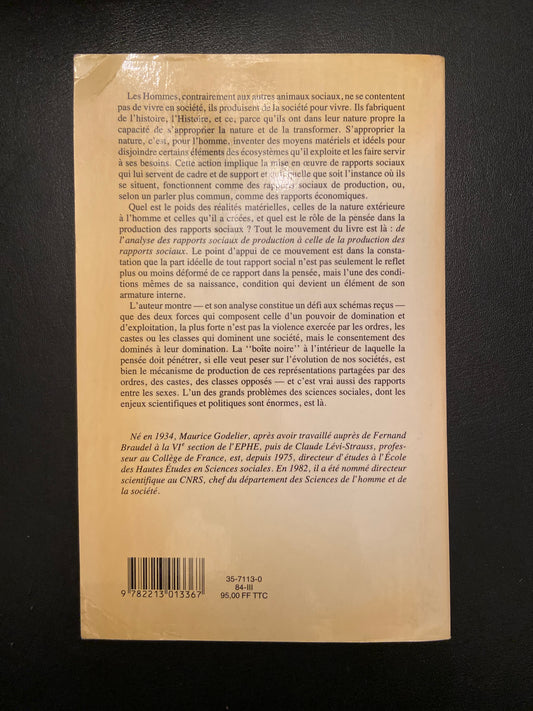 Les Hommes, contrairement aux autres animaux sociaux, ne se contentent
pas de vivre en société, ils produisent de la société pour vivre. Ils fabriquent
de l'histoire, l'Histoire, et ce, parce qu'ils ont dans leur nature propre la
capacité de s'approprier la nature et de la transformer. S'approprier la
nature, c'est, pour l'homme, inventer des moyens matériels et idéels pour
disjoindre certains éléments des écosystèmes qu'il exploite et les faire servir
à ses besoins. Cette action implique la mise en œuvre de rapports sociaux
qui lui servent de cadre et de support et qui, quelle que soit l'instance où ils
se situent, fonctionnent comme des rapports sociaux de production, ou,
selon un parler plus commun, comme des rapports économiques.
Quel est le poids des réalités matérielles, celles de la nature extérieure
à l'homme et celles qu'il a créées, et quel est le rôle de la pensée dans la
production des rapports sociaux ? Tout le mouvement du livre est là : de
l'analyse des rapports sociaux de production à celle de la production des
rapports sociaux. Le point d'appui de ce mouvement est dans la consta-
tation que la part idéelle de tout rapport social n'est pas seulement le reflet
plus ou moins déformé de ce rapport dans la pensée, mais l'une des condi-
tions mêmes de sa naissance, condition qui devient un élément de son
armature interne.
L'auteur montre — et son analyse constitue un défi aux schémas reçus —
que des deux forces qui composent celle d'un pouvoir de domination et
d'exploitation, la plus forte n'est pas la violence exercée par les ordres, les
castes ou les classes qui dominent une société, mais le consentement des
dominés à leur domination. La "boîte noire" à l'intérieur de laquelle la
pensée doit pénétrer, si elle veut peser sur l'évolution de nos sociétés, est
bien le mécanisme de production de ces représentations partagées par des
ordres, des castes, des classes opposés — et c'est vrai aussi des rapports
entre les sexes. L'un des grands problèmes des sciences sociales, dont les
enjeux scientifiques et politiques sont énormes, est là.
Né en 1934, Maurice Godelier, après avoir travaillé auprès de Fernand
Braudel à la VIe section de l'EPHE, puis de Claude Lévi-Strauss, profes-
seur au Collège de France, est, depuis 1975, directeur d'études à l'École
des Hautes Études en Sciences sociales. En 1982, il a été nommé directeur
scientifique au CNRS, chef du département des Sciences de l'homme et de
la société.
35-7113-0
84-III
95,00 FF TTC
9 782213 013367